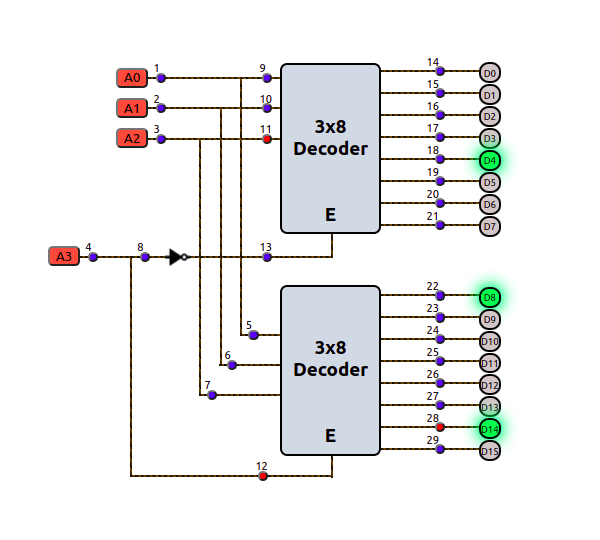 14
D0
A0 1 9
15
D1
A1 2 10
16
D2
A2 3 11
17
D3
3x8
Decoder
18
D4
19
D5
20
D6
E
21
D7
A3 4 8 13
22
D8
23
D9
5
24
D10
6
3x8
Decoder
25
D11
7
26
D12
27
D13
28
D14
E
29
D15
12